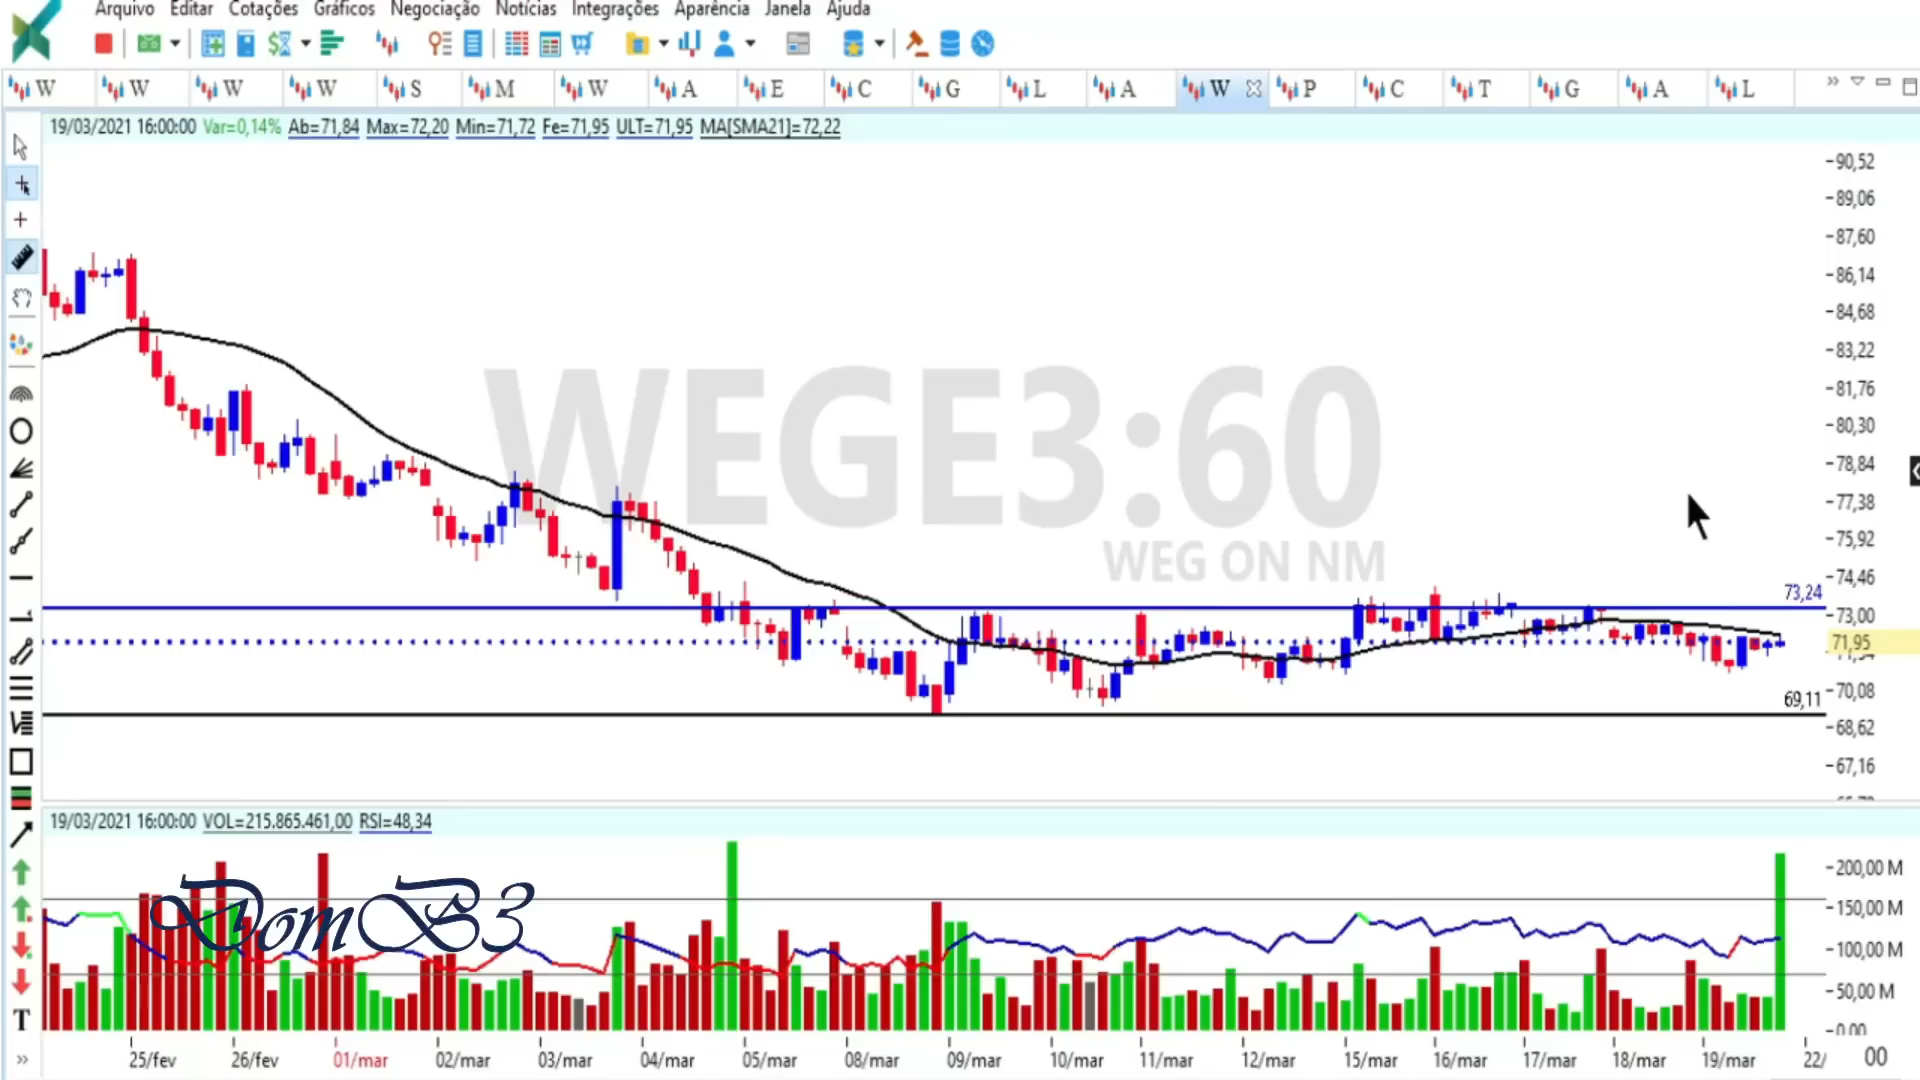 Arquivo Editar Cotações Gráficos Negociação Notícias Integrações Aparência Janela Ajuda
W W W W S M W A E C G L A W P C T G A L
19/03/2021 16:00:00 Var=0,14% Ab=71,84 Max=72,20 Min=71,72 Fe=71,95 ULT=71,95 MA[SMA21]=72,22
90,52
89,06
87,60
86,14
84,68
83,22
81,76
80,30
78,84
77,38
75,92
74,46
73,00
71,95
70,08
68,62
67,16
WEGE3:60
WEG ON NM
73,24
69,11
19/03/2021 16:00:00 VOL=215.865.461,00 RSI=48,34
DomB3
200,00 M
150,00 M
100,00 M
50,00 M
0,00
T
25/fev 26/fev 01/mar 02/mar 03/mar 04/mar 05/mar 08/mar 09/mar 10/mar 11/mar 12/mar 15/mar 16/mar 17/mar 18/mar 19/mar 22/ 00